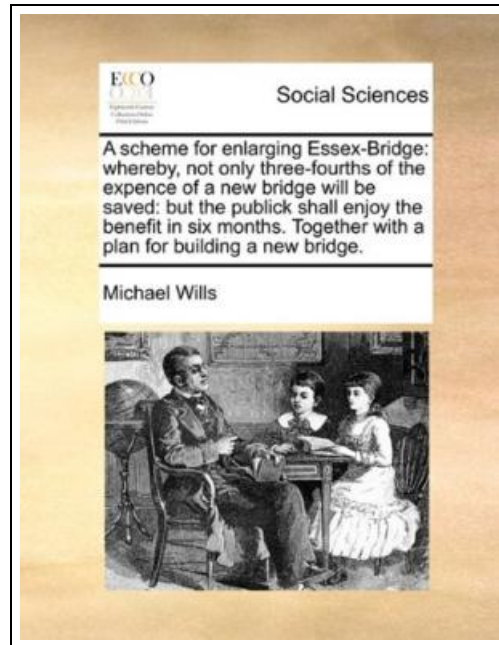 ECCO
Social Sciences
A scheme for enlarging Essex-Bridge:
whereby, not only three-fourths of the
expence of a new bridge will be
saved: but the publick shall enjoy the
benefit in six months. Together with a
plan for building a new bridge.
Michael Wills